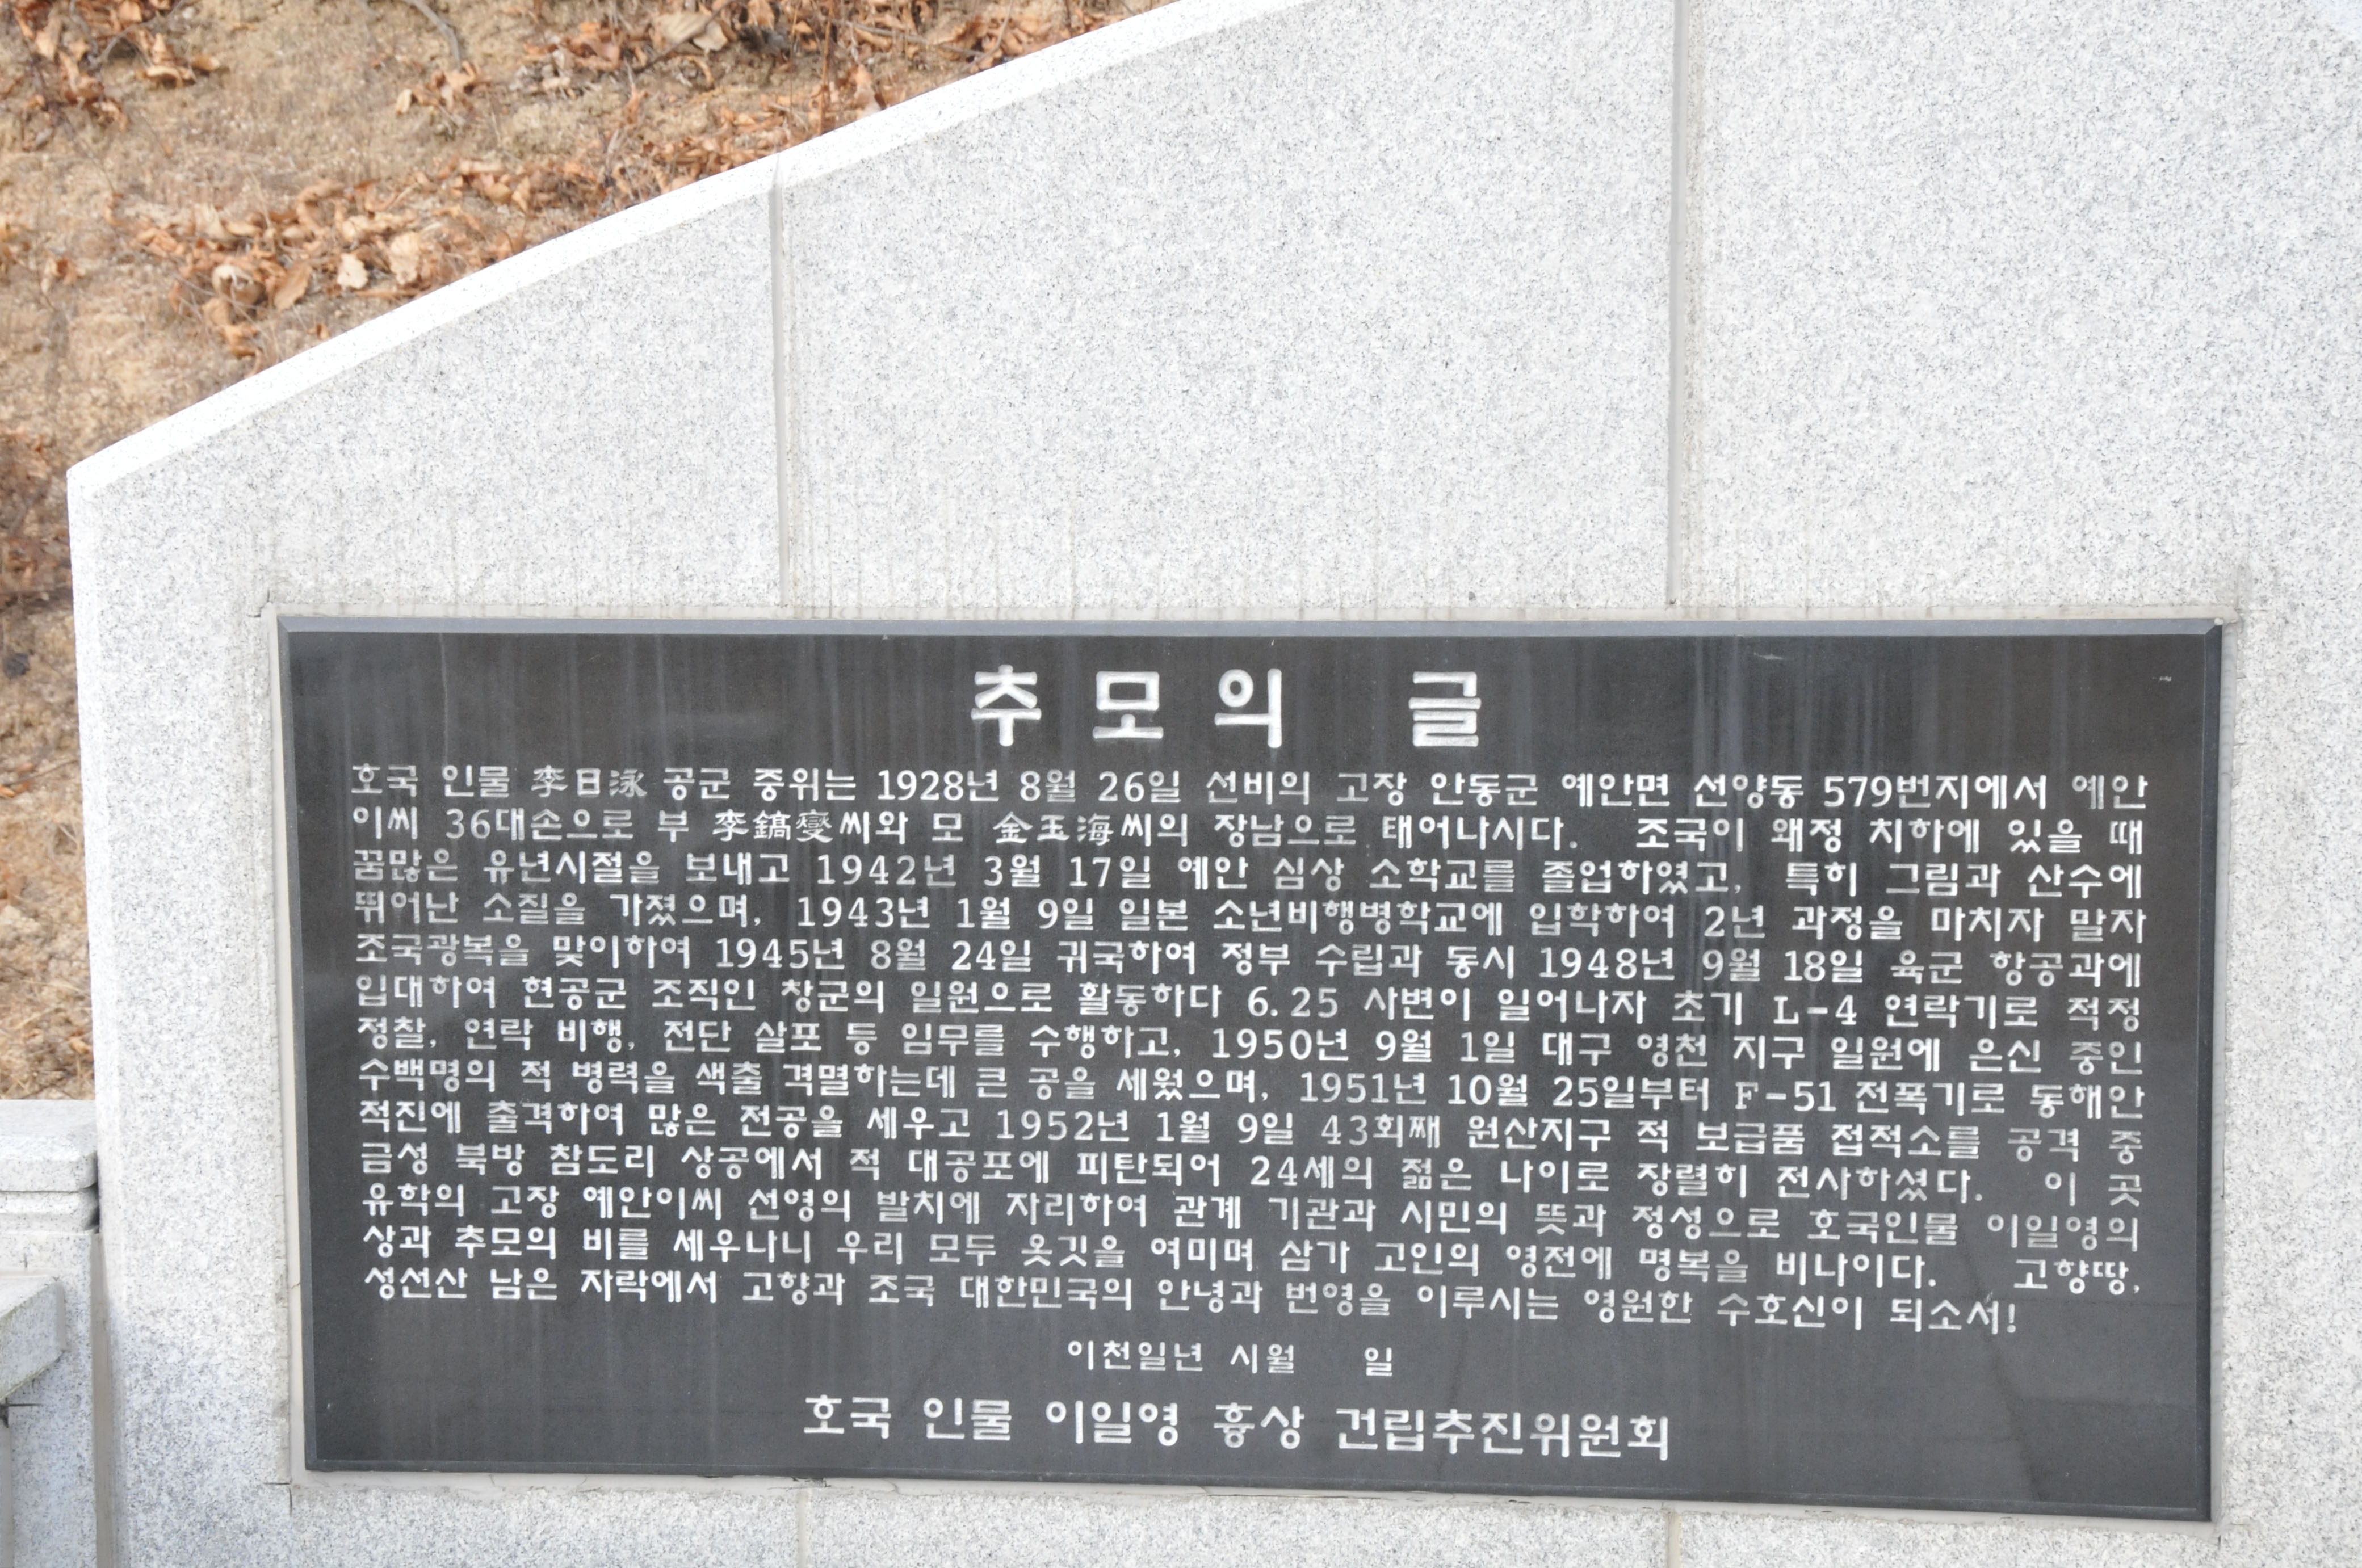 추모의 글
호국 인물 李日泳 공군 중위는 1928년 8월 26일 선비의 고장 안동군 예안면 선양동 579번지에서 예안
이씨 36대손으로 부 李鎬燮씨와 모 金玉海씨의 장남으로 태어나시다. 조국이 왜정 치하에 있을 때
꿈많은 유년시절을 보내고 1942년 3월 17일 예안 심상 소학교를 졸업하였고, 특히 그림과 산수에
뛰어난 소질을 가졌으며, 1943년 1월 9일 일본 소년비행병학교에 입학하여 2년 과정을 마치자 말자
조국광복을 맞이하여 1945년 8월 24일 귀국하여 정부 수립과 동시 1948년 9월 18일 육군 항공과에
입대하여 현공군 조직인 창군의 일원으로 활동하다 6.25 사변이 일어나자 초기 L-4 연락기로 적정
정찰, 연락 비행, 전단 살포 등 임무를 수행하고, 1950년 9월 1일 대구 영천 지구 일원에 은신 중인
수백명의 적 병력을 색출 격멸하는데 큰 공을 세웠으며, 1951년 10월 25일부터 F-51 전폭기로 동해안
적진에 출격하여 많은 전공을 세우고 1952년 1월 9일 43회째 원산지구 적 보급품 접적소를 공격 중
금성 북방 참도리 상공에서 적 대공포에 피탄되어 24세의 젊은 나이로 장렬히 전사하셨다. 이 곳
유학의 고장 예안이씨 선영의 발치에 자리하여 관계 기관과 시민의 뜻과 정성으로 호국인물 이일영의
상과 추모의 비를 세우나니 우리 모두 옷깃을 여미며 삼가 고인의 영전에 명복을 비나이다. 고향땅,
성선산 남은 자락에서 고향과 조국 대한민국의 안녕과 번영을 이루시는 영원한 수호신이 되소서!
이천일년 시월 일
호국 인물 이일영 흉상 건립추진위원회